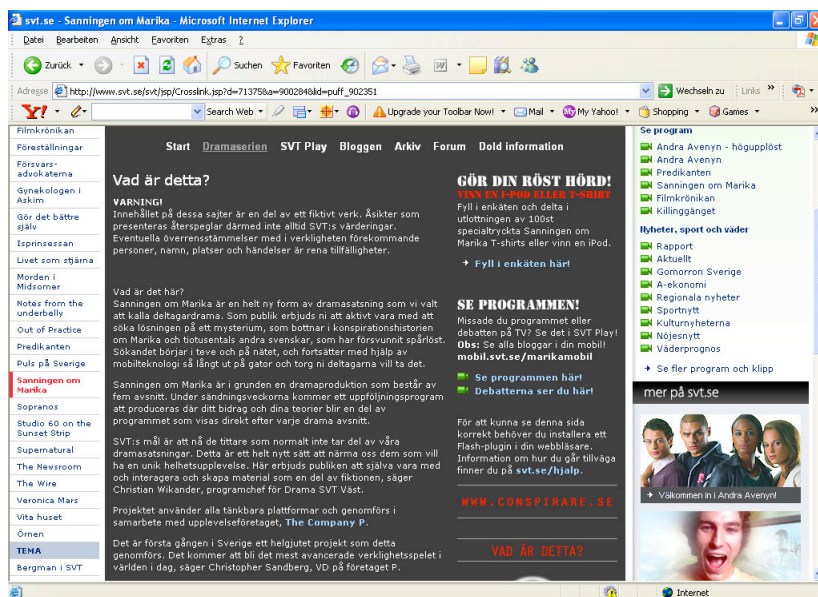 svt.se - Sanningen om Marika - Microsoft Internet Explorer
Datei Bearbeiten Ansicht Favoriten Extras ?
Zurück Suchen Favoriten
Adresse http://www.svt.se/svt/jsp/Crosslink.jsp?d=71375&a=900284&lid=puff_902351 Wechseln zu Links
Y! Search Web Upgrade your Toolbar Now! Mail My Yahoo! Shopping Games
Filmkrönikan
Föreställningar
Försvars-
advokaterna
Gynekologen i
Askim
Gör det bättre
själv
Isprinsessan
Livet som stjärna
Morden i
Midsomer
Notes from the
underbelly
Out of Practice
Predikanten
Puls på Sverige
Sanningen om
Marika
Sopranos
Studio 60 on the
Sunset Strip
Supernatural
The Newsroom
The Wire
Veronica Mars
Vita huset
Örnen
TEMA
Bergman i SVT
Start Dramaserien SVT Play Bloggen Arkiv Forum Dold information
Vad är detta?
VARNING!
Innehållet på dessa sajter är en del av ett fiktivt verk. Åsikter som
presenteras återspeglar därmed inte alltid SVT:s värderingar.
Eventuella överrensstämmelser med i verkligheten förekommande
personer, namn, platser och händelser är rena tillfälligheter.
Vad är det här?
Sanningen om Marika är en helt ny form av dramasatsning som vi valt
att kalla deltagardrama. Som publik erbjuds ni att aktivt vara med att
söka lösningen på ett mysterium, som bottnar i konspirationshistorien
om Marika och tiotusentals andra svenskar, som har försvunnit spårlöst.
Sökandet börjar i teve och på nätet, och fortsätter med hjälp av
mobilteknologi så långt ut på gator och torg ni deltagarna vill ta det.
Sanningen om Marika är i grunden en dramaproduktion som består av
fem avsnitt. Under sändningsveckorna kommer ett uppföljningsprogram
att produceras där ditt bidrag och dina teorier blir en del av
programmet som visas direkt efter varje drama avsnitt.
SVT:s mål är att nå de tittare som normalt inte tar del av våra
dramasatsningar. Detta är ett helt nytt sätt att närma oss dem som vill
ha en unik helhetsupplevelse. Här erbjuds publiken att själva vara med
och interagera och skapa material som en del av fiktionen, säger
Christian Wikander, programchef för Drama SVT Väst.
Projektet använder alla tänkbara plattformar och genomförs i
samarbete med upplevelseföretaget, The Company P.
Det är första gången i Sverige ett helgjutet projekt som detta
genomförs. Det kommer att bli det mest avancerade verklighetsspelet i
världen i dag, säger Christopher Sandberg, VD på företaget P.
GÖR DIN RÖST HÖRD!
VINN EN I-POD ELLER T-SHIRT
Fyll i enkäten och delta i
utlottningen av 100st
specialtryckta Sanningen om
Marika T-shirts eller vinn en iPod.
Fyll i enkäten här!
SE PROGRAMMEN!
Missade du programmet eller
debatten på TV? Se det i SVT Play!
Obs: Se alla bloggar i din mobil!
mobil.svt.se/marikamobil
Se programmen här!
Debatterna ser du här!
För att kunna se denna sida
korrekt behöver du installera ett
Flash-plugin i din webbläsare.
Information om hur du går tillväga
finner du på svt.se/hjalp.
WWW.CONSPIRARE.SE
VAD ÄR DETTA?
Se program
Andra Avenyn - högupplöst
Andra Avenyn
Predikanten
Sanningen om Marika
Filmkrönikan
Killinggänget
Nyheter, sport och väder
Rapport
Aktuellt
Gomorron Sverige
A-ekonomi
Regionala nyheter
Sportnytt
Kulturnyheterna
Nöjesnytt
Väderprognos
Se fler program och klipp
mer på svt.se
Välkommen in i Andra Avenyn!
Internet